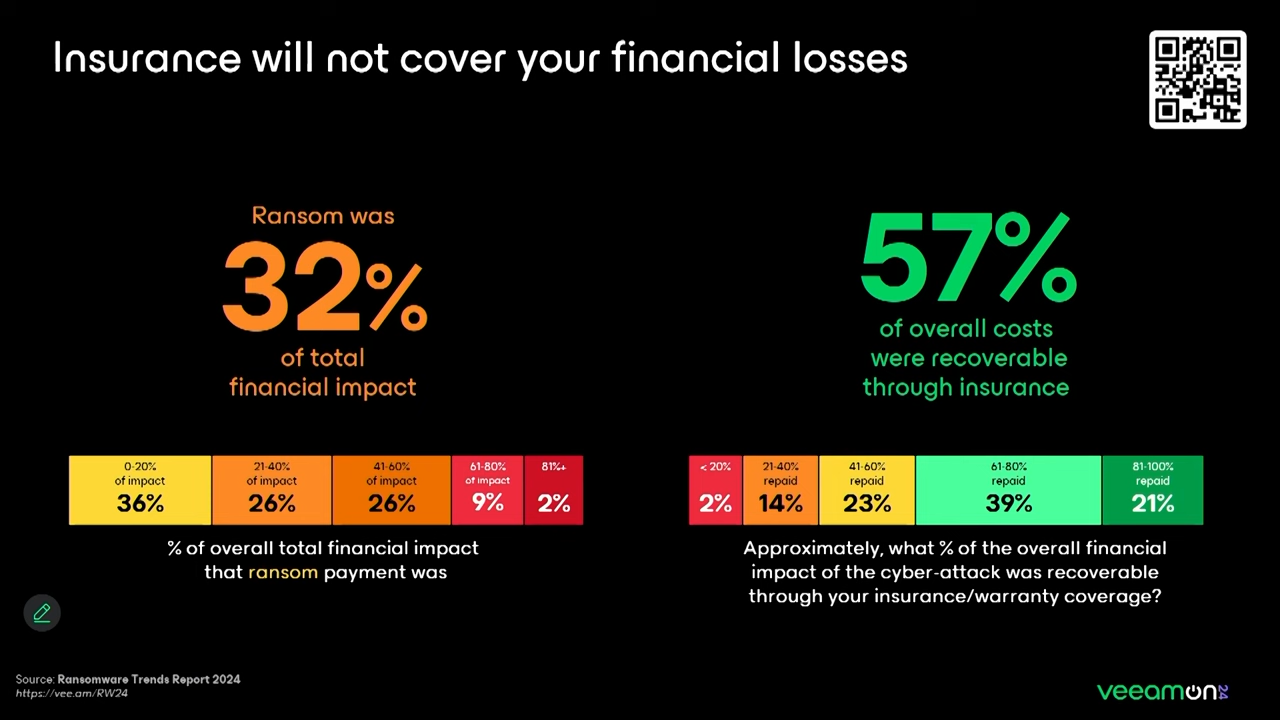 Insurance will not cover your financial losses
Ransom was
32%
of total
financial impact
57%
of overall costs
were recoverable
through insurance
0-20%
of impact
36%
21-40%
of impact
26%
41-60%
of impact
26%
61-80%
of impact
9%
81%+
2%
% of overall total financial impact
that ransom payment was
< 20%
2%
21-40%
repaid
14%
41-60%
repaid
23%
61-80%
repaid
39%
81-100%
repaid
21%
Approximately, what % of the overall financial
impact of the cyber-attack was recoverable
through your insurance/warranty coverage?
Source: Ransomware Trends Report 2024
https://vee.am/RW24
veeamon24